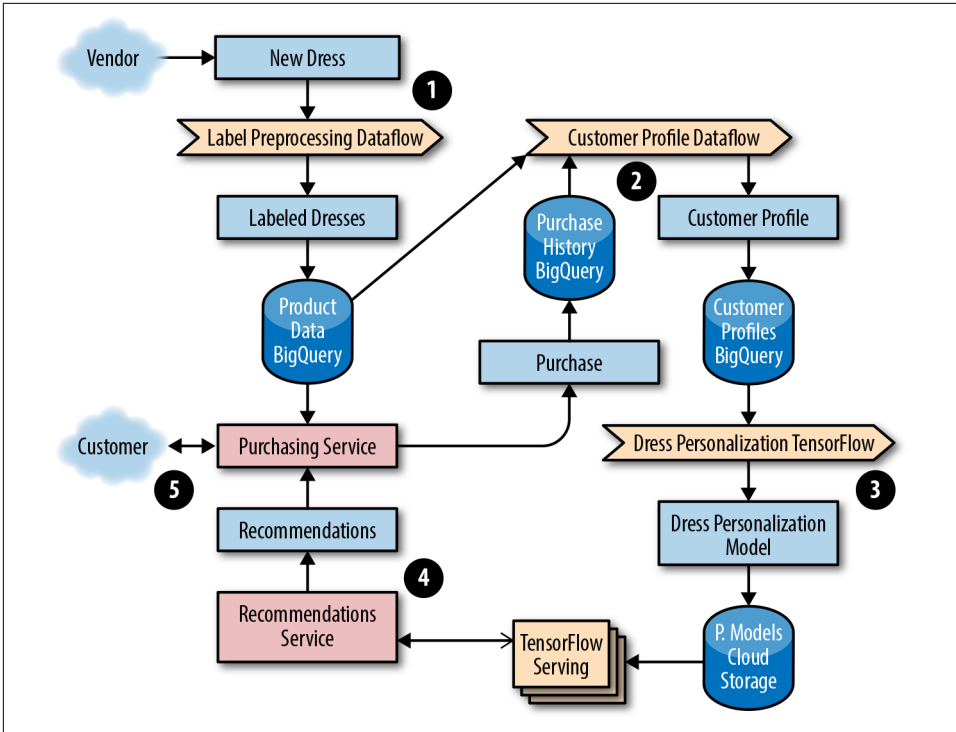 Vendor
New Dress
1
Label Preprocessing Dataflow
Customer Profile Dataflow
2
Labeled Dresses
Purchase
History
BigQuery
Customer Profile
Product
Data
BigQuery
Customer
Profiles
BigQuery
Purchase
Customer
Purchasing Service
Dress Personalization TensorFlow
5
3
Recommendations
Dress Personalization
Model
4
Recommendations
Service
TensorFlow
Serving
P. Models
Cloud
Storage